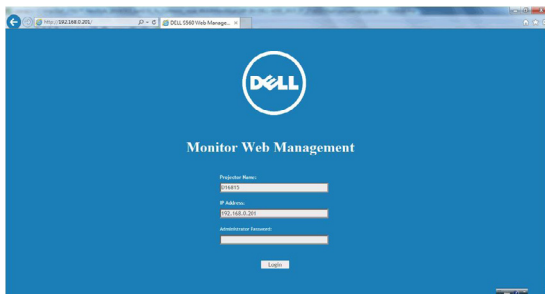 http://192.168.0.201/
DELL S560 Web Manage...
DELL
Monitor Web Management
Projector Name:
IP Address:
192.168.0.201
Administrator Password:
Login